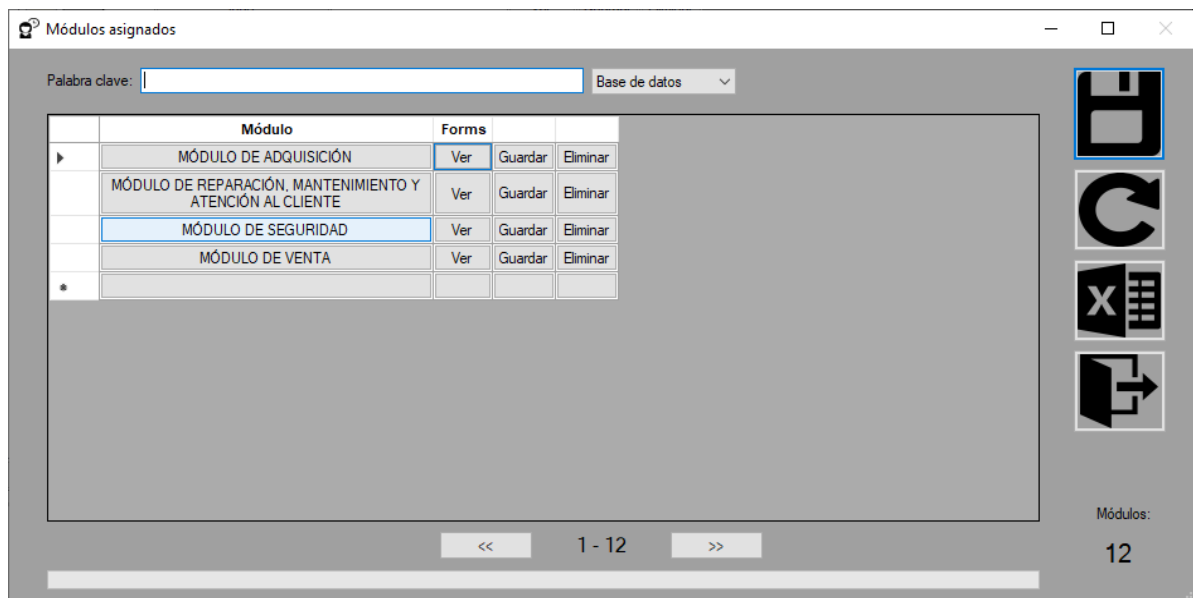 Módulos asignados
Palabra clave:
Base de datos
Módulo Forms
MÓDULO DE ADQUISICIÓN Ver Guardar Eliminar
MÓDULO DE REPARACIÓN, MANTENIMIENTO Y
ATENCIÓN AL CLIENTE Ver Guardar Eliminar
MÓDULO DE SEGURIDAD Ver Guardar Eliminar
MÓDULO DE VENTA Ver Guardar Eliminar
X
Módulos:
12
<< 1 - 12 >>